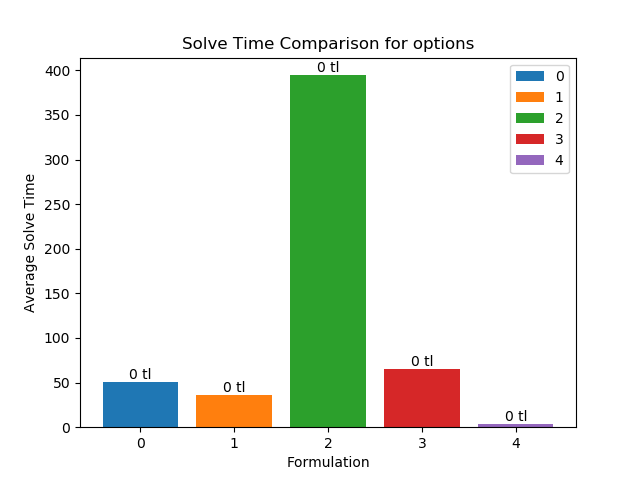 Solve Time Comparison for options
Average Solve Time
400
350
300
250
200
150
100
50
0
0 tl
0 tl
0 tl
0 tl
0 tl
0
1
2
3
4
0
1
2
3
4
Formulation